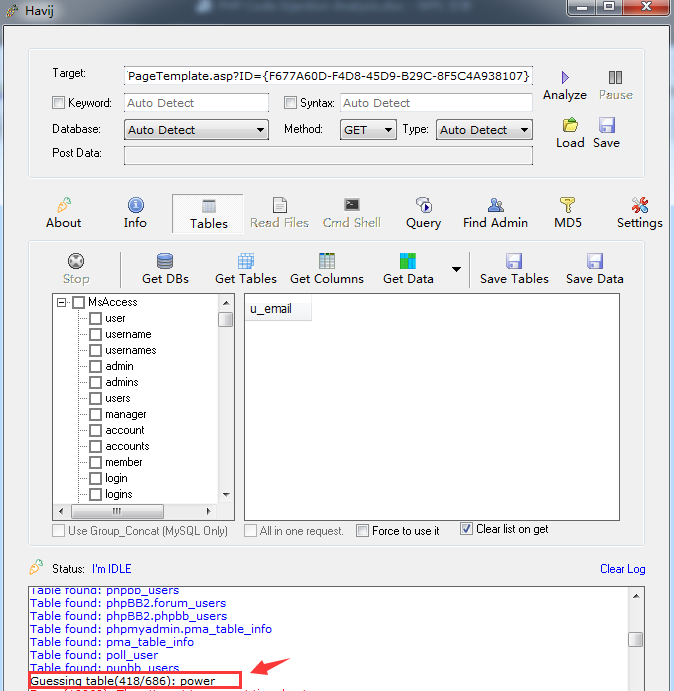 Havij
Target:
PageTemplate.asp?ID={F677A60D-F4D8-45D9-B29C-8F5C4A938107}
Analyze
Pause
Keyword:
Auto Detect
Syntax:
Auto Detect
Database:
Auto Detect
Method:
GET
Type:
Auto Detect
Load
Save
Post Data:
About
Info
Tables
Read Files
Cmd Shell
Query
Find Admin
MD5
Settings
Stop
Get DBs
Get Tables
Get Columns
Get Data
Save Tables
Save Data
MsAccess
user
username
usernames
admin
admins
users
manager
account
accounts
member
login
logins
u_email
Use Group_Concat (MySQL Only)
All in one request.
Force to use it
Clear list on get
Status: I'm IDLE
Clear Log
Table found: phpbb_users
Table found: phpBB2.forum_users
Table found: phpBB2.phpbb_users
Table found: phpmyadmin.pma_table_info
Table found: pma_table_info
Table found: poll_user
Table found: punbb_users
Guessing table(418/686): power